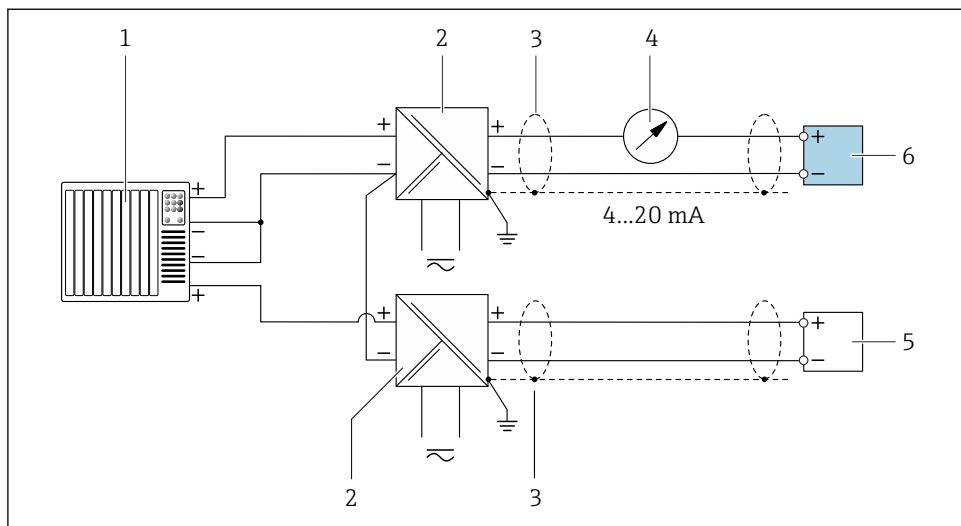 1 2 3 4
+ + +
− − − 6
+
−
−
+
4...20 mA
+ + +
− − − 5
2 3